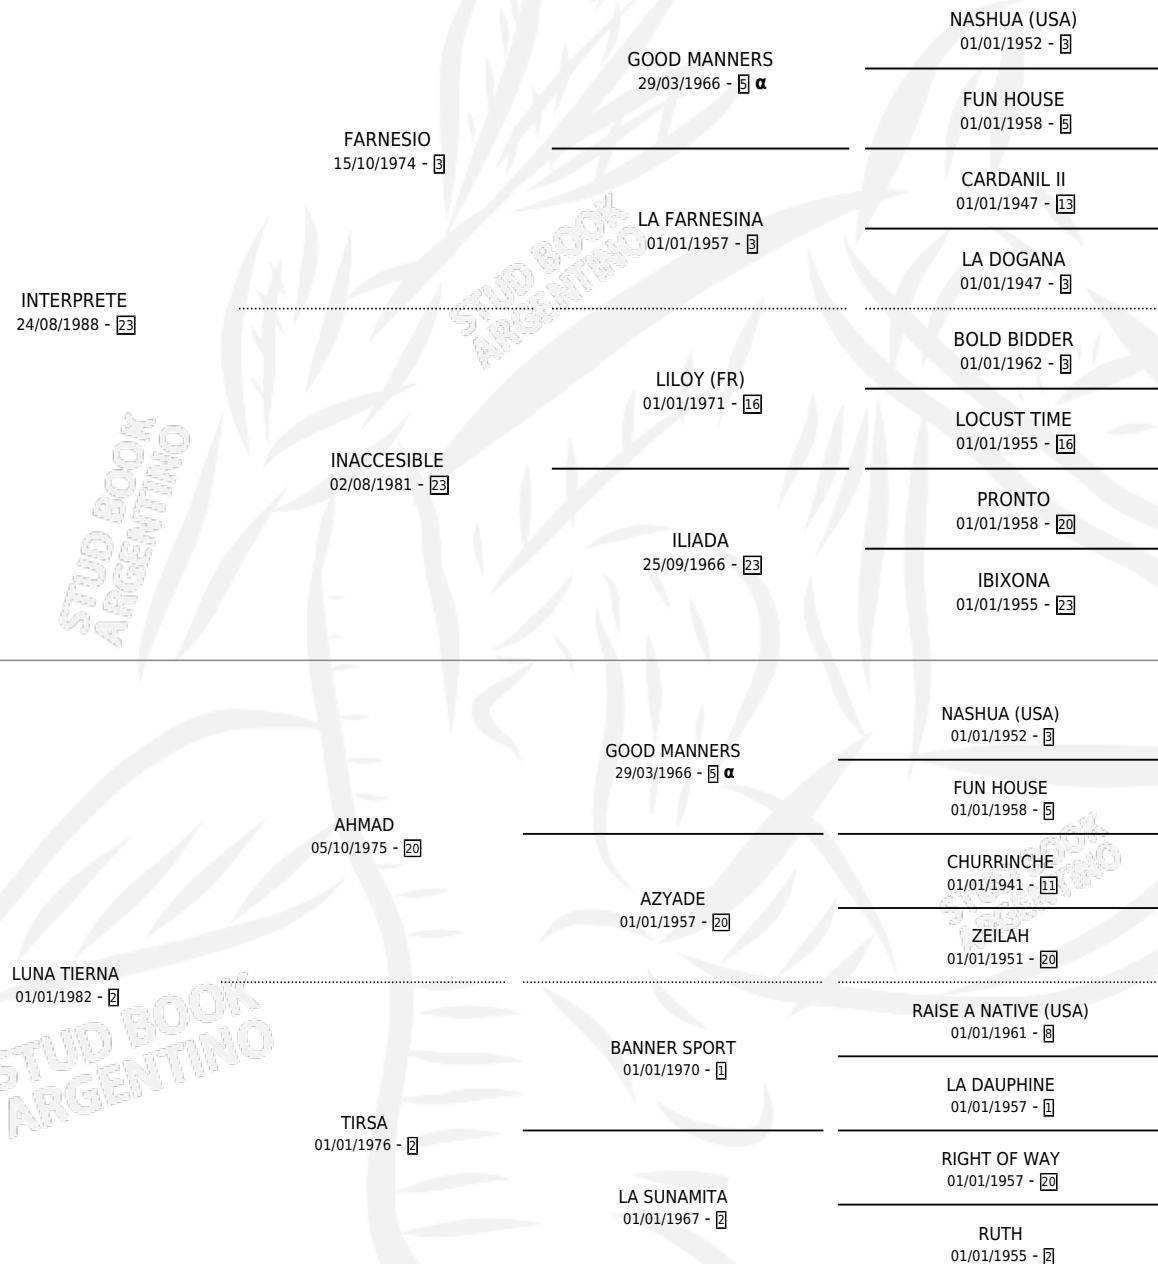 NASHUA (USA)
01/01/1952 - 3
GOOD MANNERS
29/03/1966 - 5 α
FUN HOUSE
01/01/1958 - 5
FARNESIO
15/10/1974 - 3
CARDANIL II
01/01/1947 - 13
LA FARNESINA
01/01/1957 - 3
LA DOGANA
01/01/1947 - 3
INTERPRETE
24/08/1988 - 23
BOLD BIDDER
01/01/1962 - 3
LILOY (FR)
01/01/1971 - 16
LOCUST TIME
01/01/1955 - 16
INACCESIBLE
02/08/1981 - 23
PRONTO
01/01/1958 - 20
ILIADA
25/09/1966 - 23
IBIXONA
01/01/1955 - 23
STUD BOOK
ARGENTINO
STUD BOOK
ARGENTINO
NASHUA (USA)
01/01/1952 - 3
GOOD MANNERS
29/03/1966 - 5 α
FUN HOUSE
01/01/1958 - 5
AHMAD
05/10/1975 - 20
CHURRINCHE
01/01/1941 - 11
AZYADE
01/01/1957 - 20
ZEILAH
01/01/1951 - 20
LUNA TIERNA
01/01/1982 - 2
RAISE A NATIVE (USA)
01/01/1961 - 8
BANNER SPORT
01/01/1970 - 1
LA DAUPHINE
01/01/1957 - 1
TIRSA
01/01/1976 - 2
RIGHT OF WAY
01/01/1957 - 20
LA SUNAMITA
01/01/1967 - 2
RUTH
01/01/1955 - 2
STUD BOOK
ARGENTINO
STUD BOOK
ARGENTINO